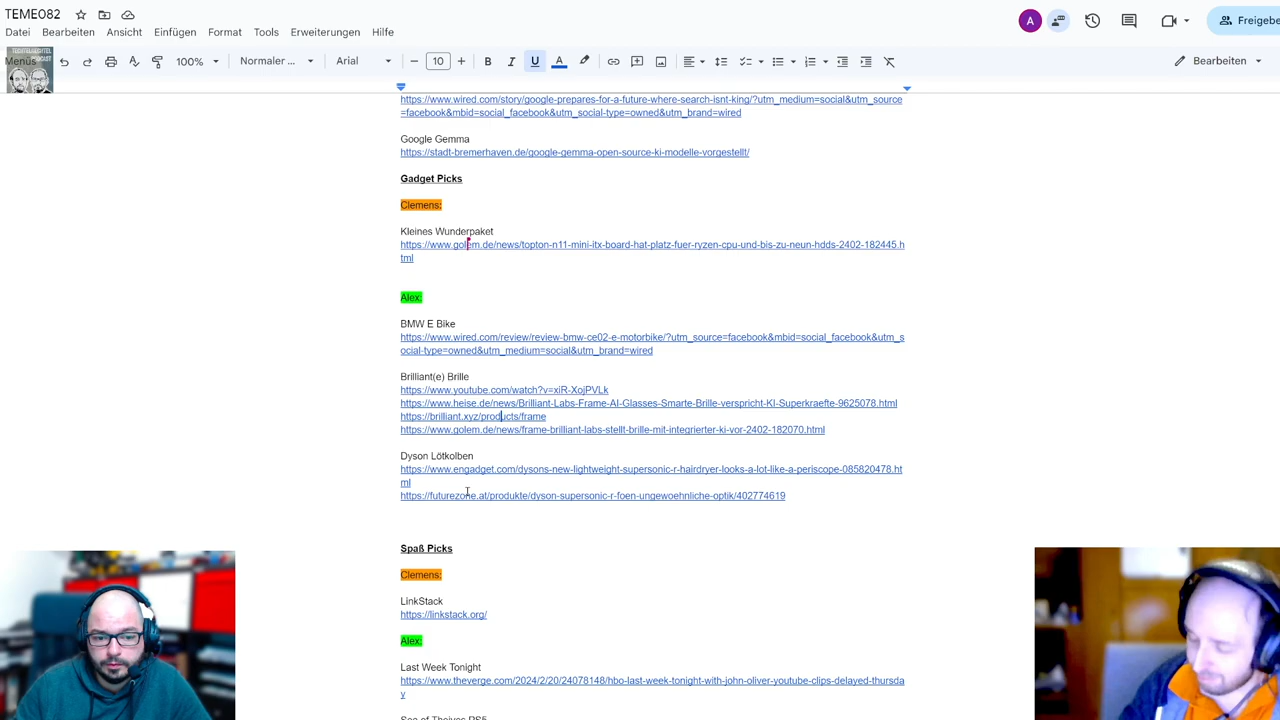 TEME082
Datei Bearbeiten Ansicht Einfügen Format Tools Erweiterungen Hilfe
A
Freigebe
Menüs
100% Normaler ... Arial 10 B I U A Bearbeiten
https://www.wired.com/story/google-prepares-for-a-future-where-search-isnt-king/?utm_medium=social&utm_source
=facebook&mbid=social_facebook&utm_social-type=owned&utm_brand=wired
Google Gemma
https://stadt-bremerhaven.de/google-gemma-open-source-ki-modelle-vorgestellt/
Gadget Picks
Clemens:
Kleines Wunderpaket
https://www.golem.de/news/topton-n11-mini-itx-board-hat-platz-fuer-ryzen-cpu-und-bis-zu-neun-hdds-2402-182445.h
tml
Alex:
BMW E Bike
https://www.wired.com/review/review-bmw-ce02-e-motorbike/?utm_source=facebook&mbid=social_facebook&utm_s
ocial-type=owned&utm_medium=social&utm_brand=wired
Brilliant(e) Brille
https://www.youtube.com/watch?v=xiR-XojPVLk
https://www.heise.de/news/Brilliant-Labs-Frame-AI-Glasses-Smarte-Brille-verspricht-KI-Superkraefte-9625078.html
https://brilliant.xyz/products/frame
https://www.golem.de/news/frame-brilliant-labs-stellt-brille-mit-integrierter-ki-vor-2402-182070.html
Dyson Lötkolben
https://www.engadget.com/dysons-new-lightweight-supersonic-r-hairdryer-looks-a-lot-like-a-periscope-085820478.ht
ml
https://futurezone.at/produkte/dyson-supersonic-r-foen-ungewoehnliche-optik/402774619
Spaß Picks
Clemens:
LinkStack
https://linkstack.org/
Alex:
Last Week Tonight
https://www.theverge.com/2024/2/20/24078148/hbo-last-week-tonight-with-john-oliver-youtube-clips-delayed-thursda
y
Sea of Theives PS5